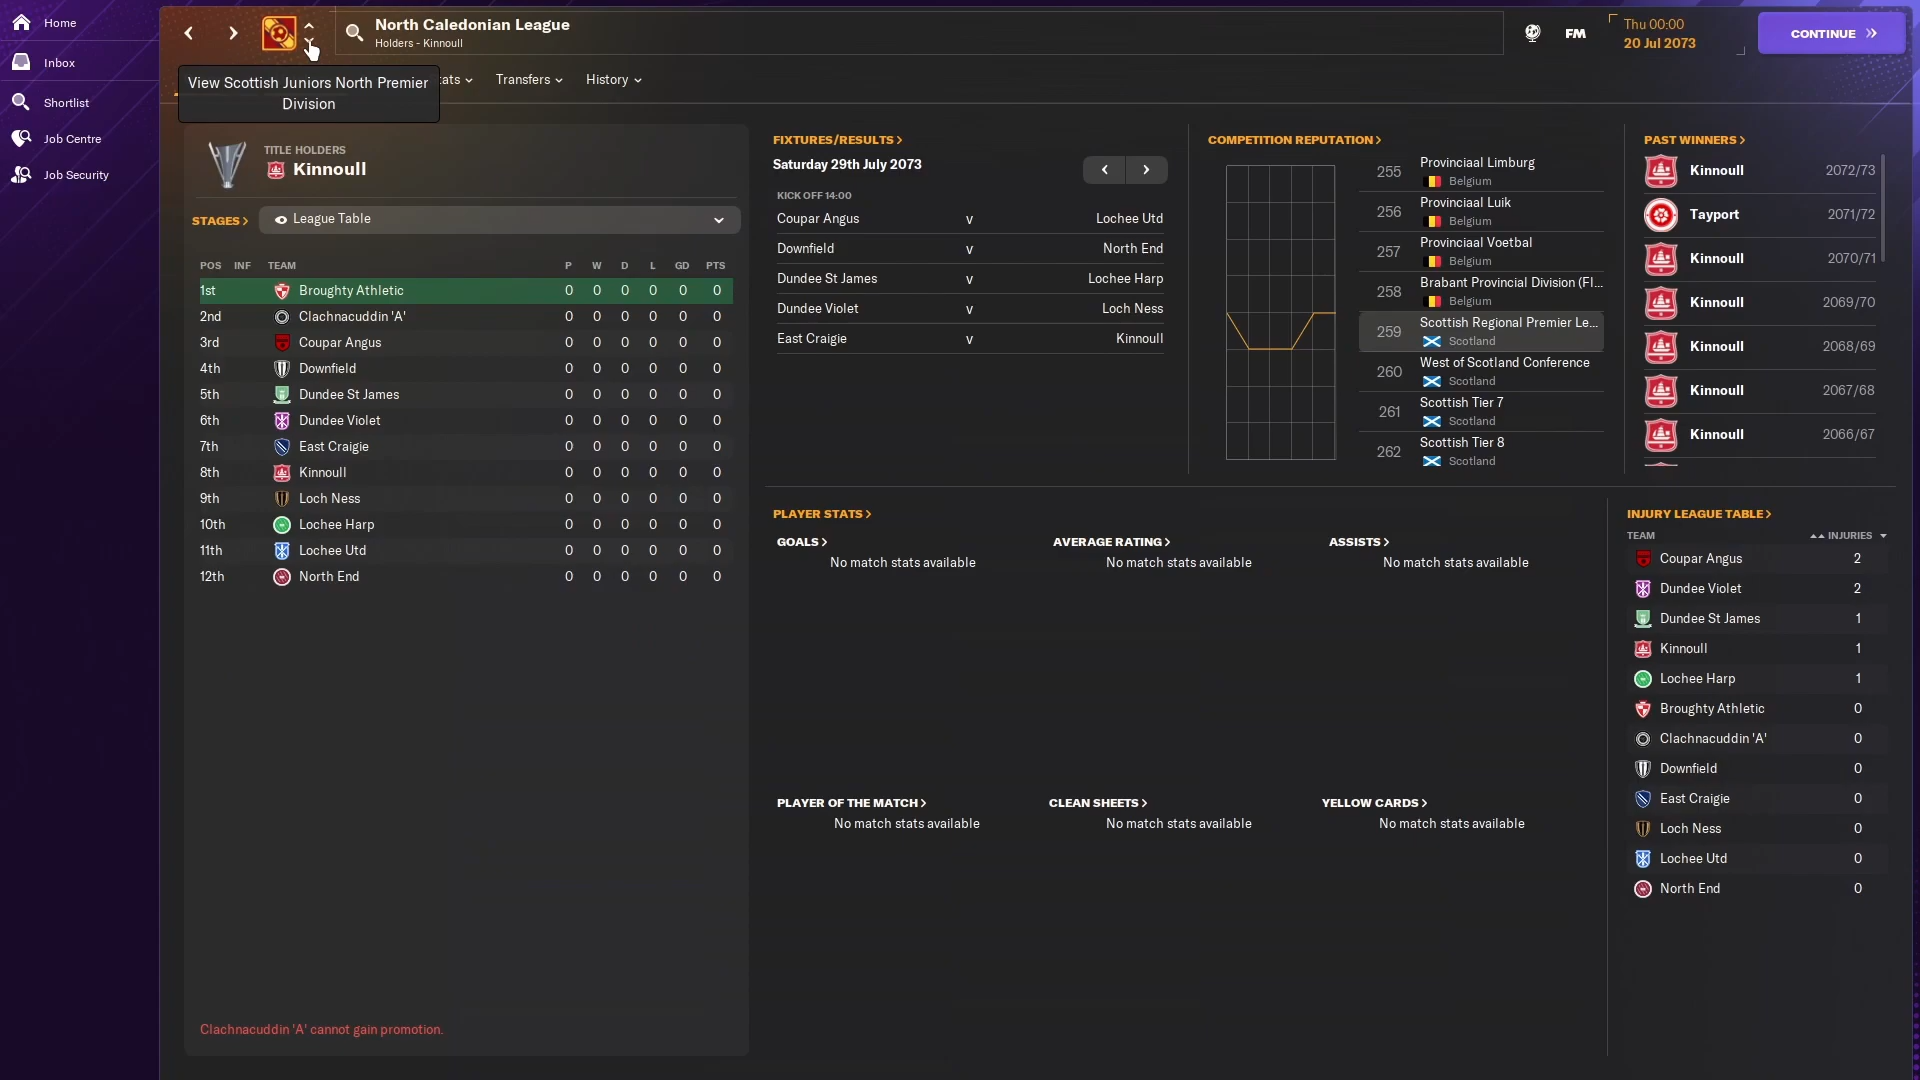 Home
Inbox
Shortlist
Job Centre
Job Security
North Caledonian League
Holders - Kinnoull
FM
Thu 00:00
20 Jul 2073
CONTINUE
View Scottish Juniors North Premier
Division
tats
Transfers
History
TITLE HOLDERS
Kinnoull
STAGES
League Table
POS INF TEAM P W D L GD PTS
1st Broughty Athletic 0 0 0 0 0 0
2nd Clachnacuddin 'A' 0 0 0 0 0 0
3rd Coupar Angus 0 0 0 0 0 0
4th Downfield 0 0 0 0 0 0
5th Dundee St James 0 0 0 0 0 0
6th Dundee Violet 0 0 0 0 0 0
7th East Craigie 0 0 0 0 0 0
8th Kinnoull 0 0 0 0 0 0
9th Loch Ness 0 0 0 0 0 0
10th Lochee Harp 0 0 0 0 0 0
11th Lochee Utd 0 0 0 0 0 0
12th North End 0 0 0 0 0 0
Clachnacuddin 'A' cannot gain promotion.
FIXTURES/RESULTS
Saturday 29th July 2073
KICK OFF 14:00
Coupar Angus v Lochee Utd
Downfield v North End
Dundee St James v Lochee Harp
Dundee Violet v Loch Ness
East Craigie v Kinnoull
COMPETITION REPUTATION
255 Provinciaal Limburg
Belgium
256 Provinciaal Luik
Belgium
257 Provinciaal Voetbal
Belgium
258 Brabant Provincial Division (Fl...
Belgium
259 Scottish Regional Premier Le...
Scotland
260 West of Scotland Conference
Scotland
261 Scottish Tier 7
Scotland
262 Scottish Tier 8
Scotland
PAST WINNERS
Kinnoull 2072/73
Tayport 2071/72
Kinnoull 2070/71
Kinnoull 2069/70
Kinnoull 2068/69
Kinnoull 2067/68
Kinnoull 2066/67
PLAYER STATS
GOALS
No match stats available
AVERAGE RATING
No match stats available
ASSISTS
No match stats available
PLAYER OF THE MATCH
No match stats available
CLEAN SHEETS
No match stats available
YELLOW CARDS
No match stats available
INJURY LEAGUE TABLE
TEAM INJURIES
Coupar Angus 2
Dundee Violet 2
Dundee St James 1
Kinnoull 1
Lochee Harp 1
Broughty Athletic 0
Clachnacuddin 'A' 0
Downfield 0
East Craigie 0
Loch Ness 0
Lochee Utd 0
North End 0